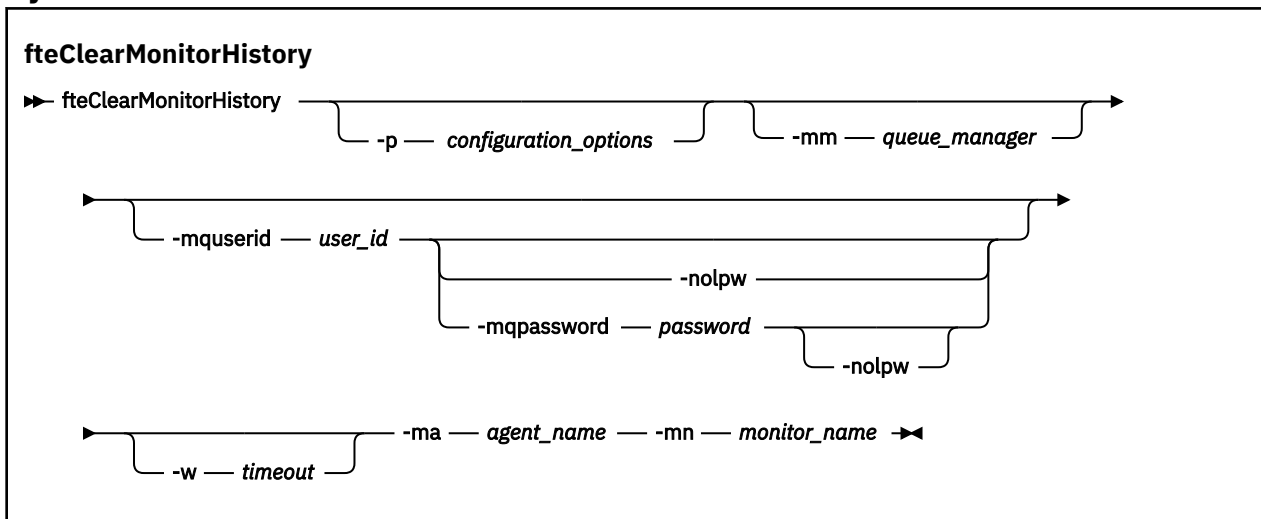 fteClearMonitorHistory
fteClearMonitorHistory
-p configuration_options -mm queue_manager
-mquserid user_id
-nolpw
-mqpassword password
-nolpw
-ma agent_name -mn monitor_name
-w timeout